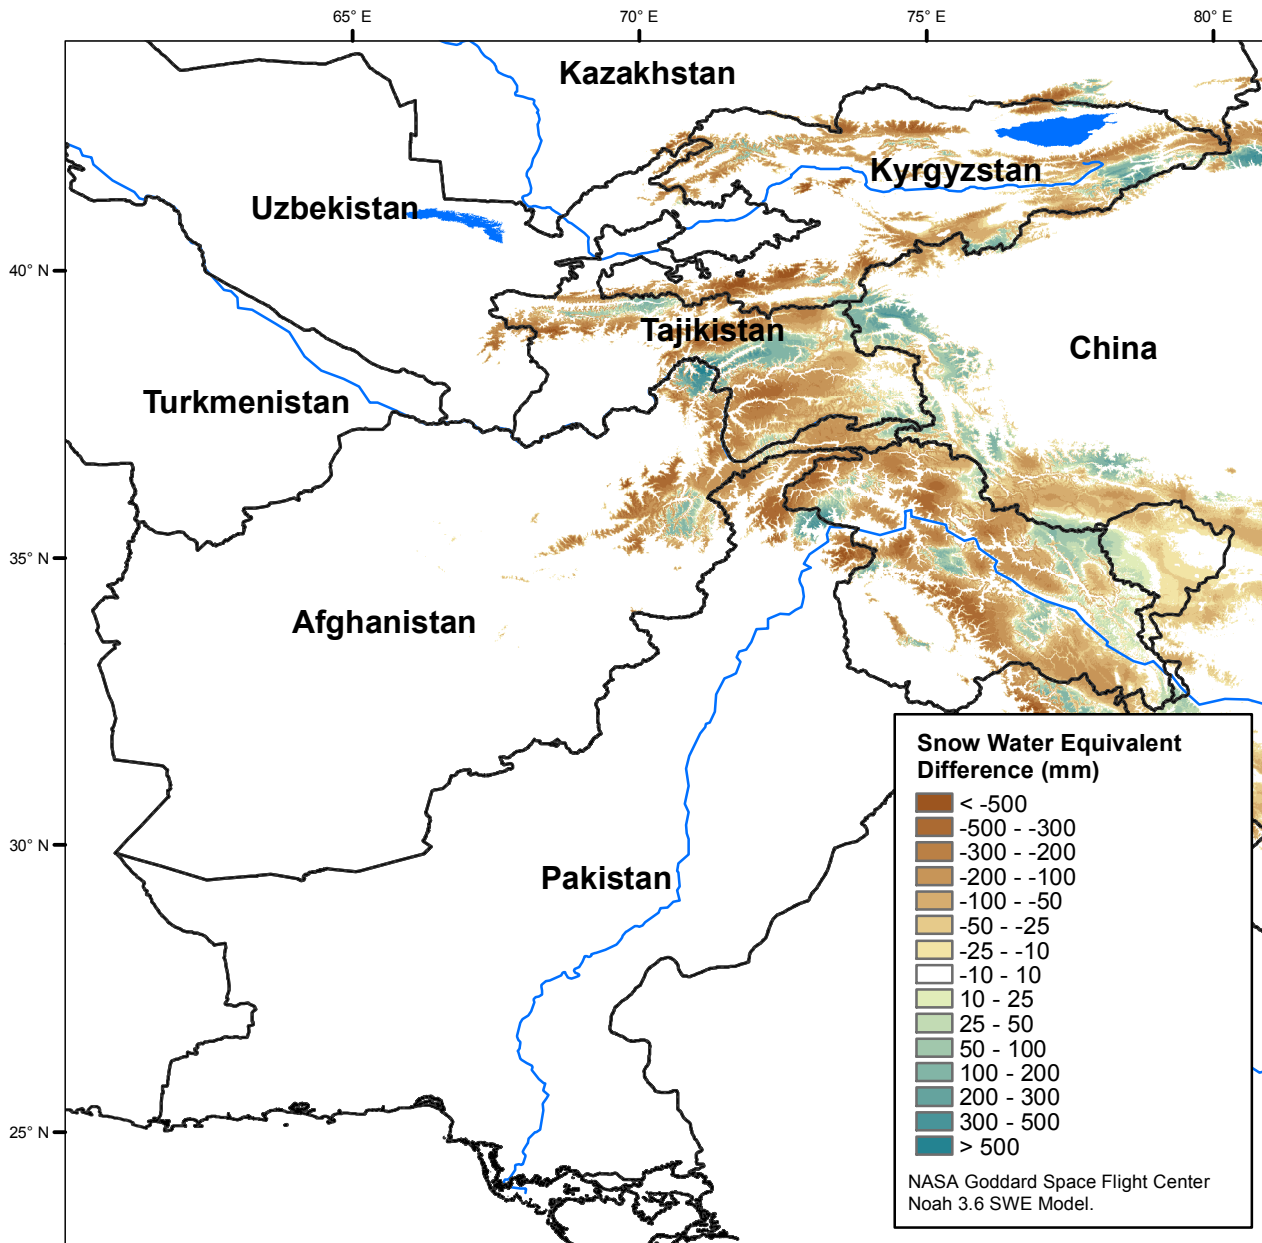 65° E
70° E
75° E
80° E
Kazakhstan
Kyrgyzstan
Uzbekistan
40° N
Tajikistan
China
Turkmenistan
35° N
Afghanistan
Snow Water Equivalent
Difference (mm)
< -500
-500 - -300
30° N
-300 - -200
Pakistan
-200 - -100
-100 - -50
-50 - -25
-25 - -10
-10 - 10
10 - 25
25 - 50
50 - 100
100 - 200
200 - 300
300 - 500
25° N
> 500
NASA Goddard Space Flight Center
Noah 3.6 SWE Model.